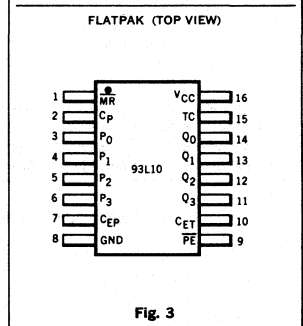 FLATPAK (TOP VIEW)
1 MR VCC 16
2 CP TC 15
3 P0 Q0 14
4 P1 Q1 13
93L10
5 P2 Q2 12
6 P3 Q3 11
7 CEP CET 10
8 GND PE 9
Fig. 3